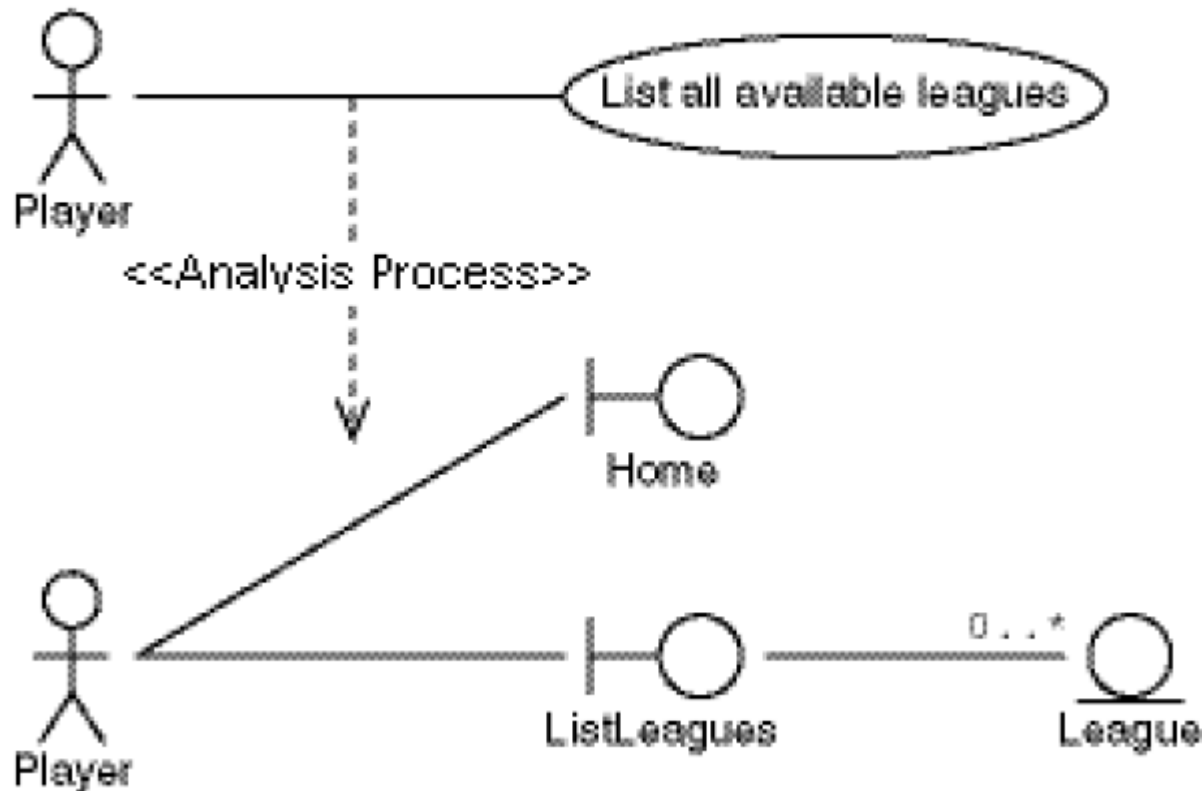 List all available leagues
Player
<<Analysis Process>>
Home
0..*
ListLeagues
League
Player